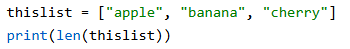 thislist = ["apple", "banana", "cherry"]
print(len(thislist))